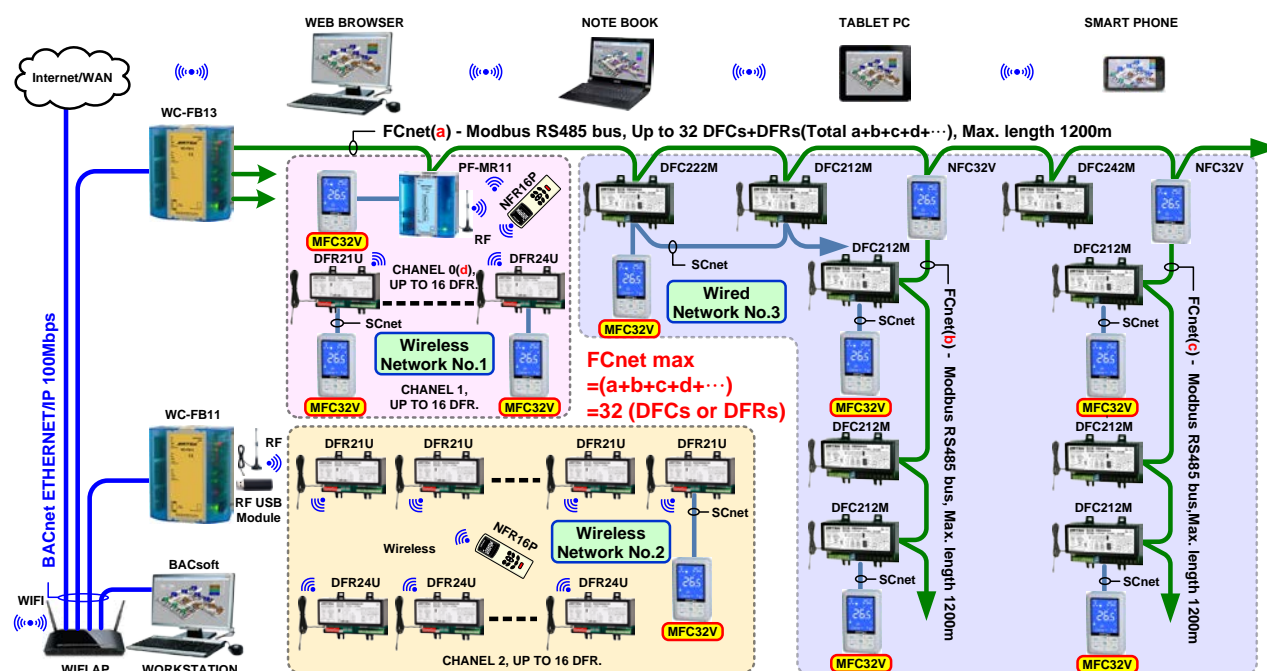 WEB BROWSER
NOTE BOOK
TABLET PC
SMART PHONE
Internet/WAN
WC-FB13
FCnet(a) - Modbus RS485 bus, Up to 32 DFCs+DFRs(Total a+b+c+d+···), Max. length 1200m
PF-MR11
NFR16P
RF
MFC32V
DFR21U
CHANEL 0(d),
UP TO 16 DFR.
DFR24U
SCnet
Wireless
Network No.1
CHANEL 1,
UP TO 16 DFR.
MFC32V
MFC32V
DFC222M
DFC212M
NFC32V
DFC242M
NFC32V
SCnet
MFC32V
Wired
Network No.3
DFC212M
SCnet
MFC32V
DFC212M
DFC212M
SCnet
MFC32V
FCnet(b) - Modbus RS485 bus, Max. length 1200m
DFC212M
SCnet
MFC32V
DFC212M
DFC212M
SCnet
MFC32V
FCnet(c) - Modbus RS485 bus,Max. length 1200m
FCnet max
=(a+b+c+d+···)
=32 (DFCs or DFRs)
BACnet ETHERNET/IP 100Mbps
WC-FB11
RF
RF USB
Module
DFR21U
DFR21U
DFR21U
DFR21U
SCnet
Wireless
NFR16P
Wireless
Network No.2
DFR24U
DFR24U
DFR24U
MFC32V
CHANEL 2, UP TO 16 DFR.
BACsoft
WIFI
WIFI AP
WORKSTATION